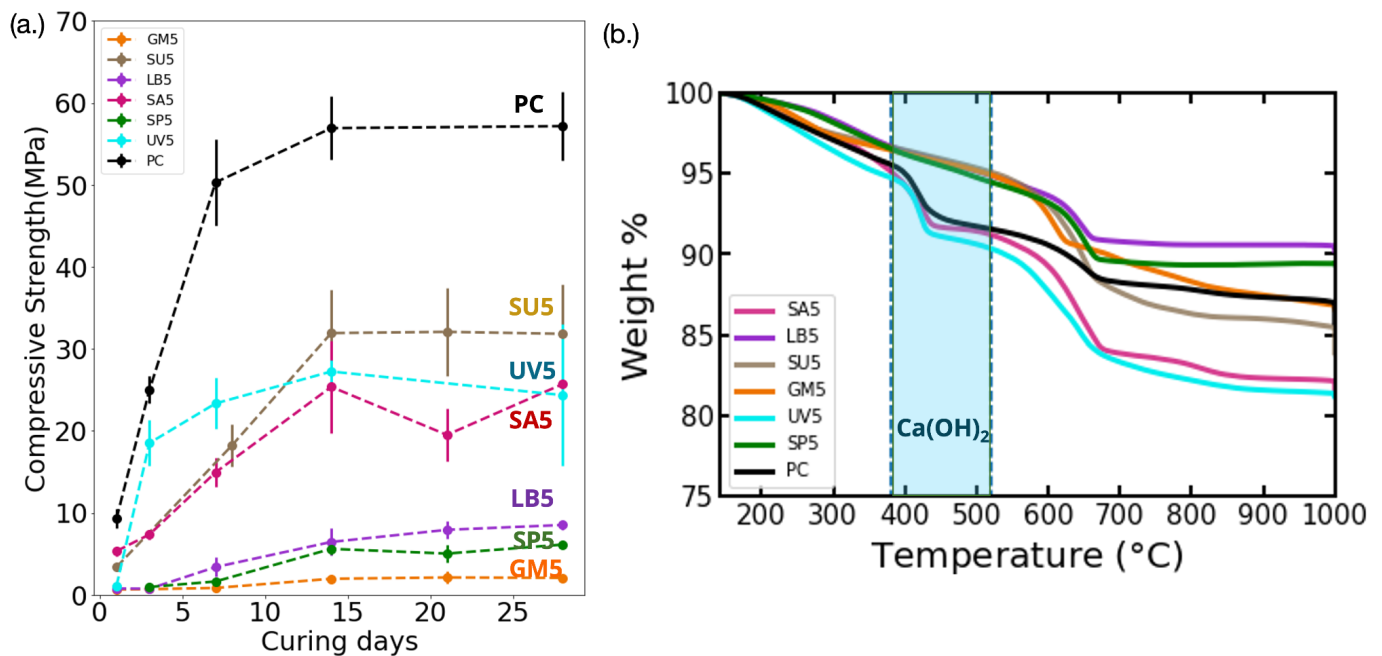 (a.)
70
60
50
40
30
20
10
0
Compressive Strength(MPa)
GM5
SU5
LB5
SA5
SP5
UV5
PC
PC
SU5
UV5
SA5
LB5
SP5
GM5
0 5 10 15 20 25
Curing days
(b.)
100
95
90
85
80
75
Weight %
SA5
LB5
SU5
GM5
UV5
SP5
PC
Ca(OH)₂
200 300 400 500 600 700 800 900 1000
Temperature (°C)